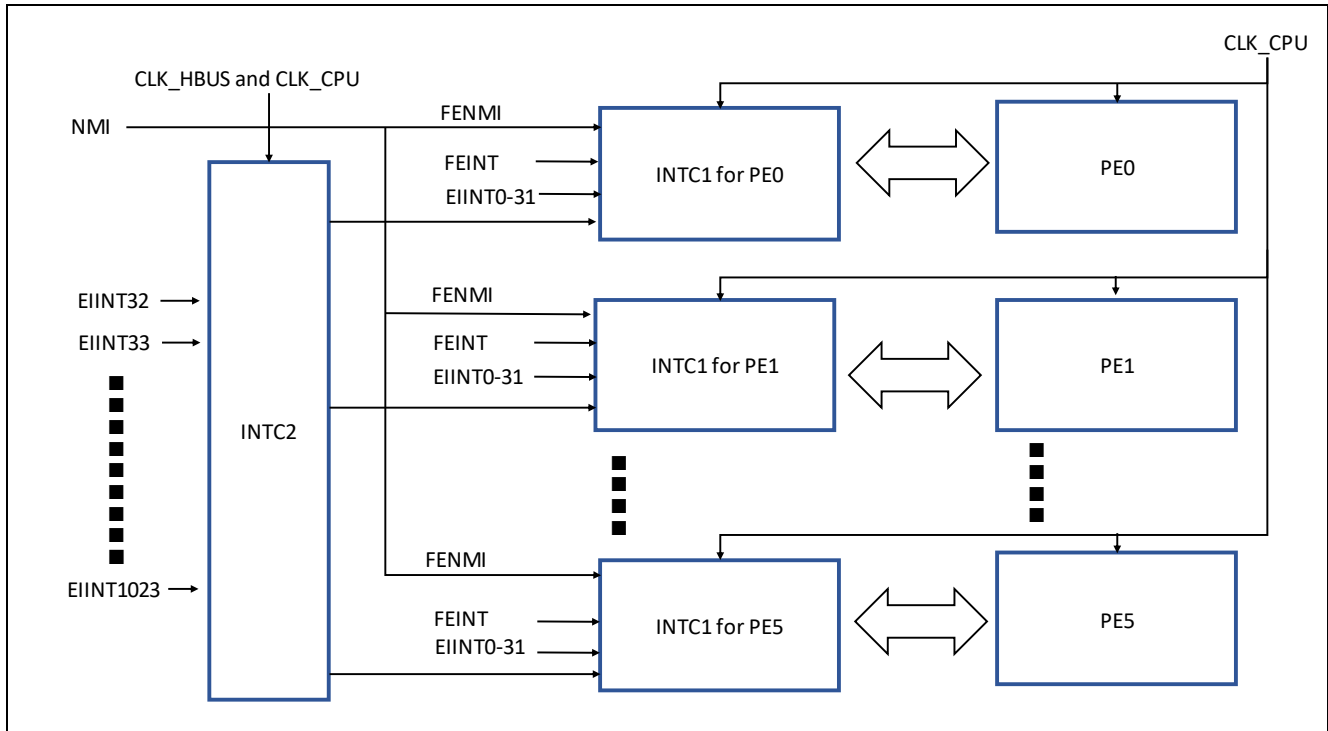 CLK_CPU
CLK_HBUS and CLK_CPU
NMI
FENMI
FEINT
EIINT0-31
INTC1 for PE0
PE0
EIINT32
EIINT33
EIINT1023
INTC2
FENMI
FEINT
EIINT0-31
INTC1 for PE1
PE1
FENMI
FEINT
EIINT0-31
INTC1 for PE5
PE5